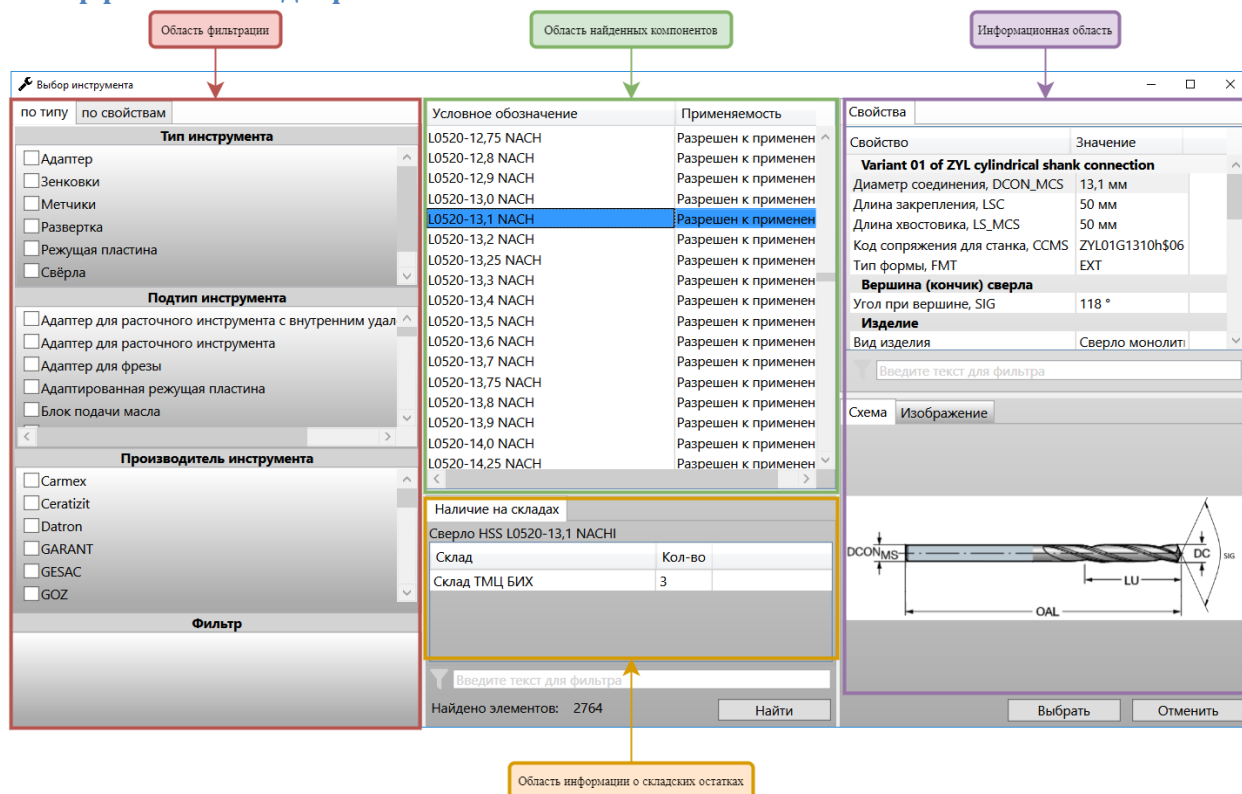 Область фильтрации
Область найденных компонентов
Информационная область
Выбор инструмента
по типу
по свойствам
Тип инструмента
Адаптер
Зенковки
Метчики
Развертка
Режущая пластина
Свёрла
Подтип инструмента
Адаптер для расточного инструмента с внутренним удал
Адаптер для расточного инструмента
Адаптер для фрезы
Адаптированная режущая пластина
Блок подачи масла
Производитель инструмента
Carmex
Ceratizit
Datron
GARANT
GESAC
GOZ
Фильтр
Условное обозначение Применяемость
L0520-12,75 NACH Разрешен к применен
L0520-12,8 NACH Разрешен к применен
L0520-12,9 NACH Разрешен к применен
L0520-13,0 NACH Разрешен к применен
L0520-13,1 NACH Разрешен к применен
L0520-13,2 NACH Разрешен к применен
L0520-13,25 NACH Разрешен к применен
L0520-13,3 NACH Разрешен к применен
L0520-13,4 NACH Разрешен к применен
L0520-13,5 NACH Разрешен к применен
L0520-13,6 NACH Разрешен к применен
L0520-13,7 NACH Разрешен к применен
L0520-13,75 NACH Разрешен к применен
L0520-13,8 NACH Разрешен к применен
L0520-13,9 NACH Разрешен к применен
L0520-14,0 NACH Разрешен к применен
L0520-14,25 NACH Разрешен к применен
Наличие на складах
Сверло HSS L0520-13,1 NACHI
Склад Кол-во
Склад ТМЦ БИХ 3
Введите текст для фильтра
Найдено элементов: 2764
Найти
Свойства
Свойство Значение
Variant 01 of ZYL cylindrical shank connection
Диаметр соединения, DCON_MCS 13,1 мм
Длина закрепления, LSC 50 мм
Длина хвостовика, LS_MCS 50 мм
Код сопряжения для станка, CCMS ZYL01G1310h$06
Тип формы, FMT EXT
Вершина (кончик) сверла
Угол при вершине, SIG 118 °
Изделие
Вид изделия Сверло монолит
Введите текст для фильтра
Схема
Изображение
DCONMS
DC
SIG
LU
OAL
Выбрать
Отменить
Область информации о складских остатках